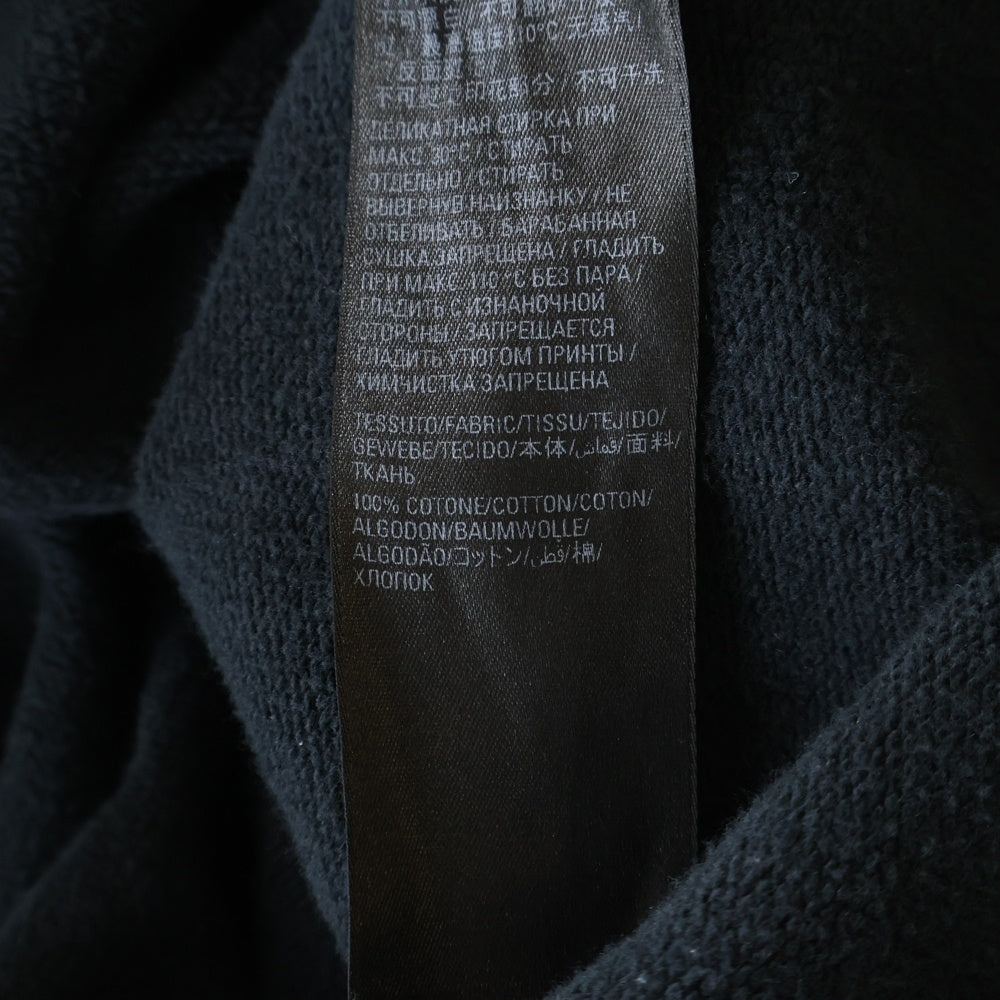 反面
不可熨烫印花部分 不可干洗
ДЕЛИКАТНАЯ СТИРКА ПРИ
МАКС 30°C / СТИРАТЬ
ОТДЕЛЬНО / СТИРАТЬ
ВЫВЕРНУВ НАИЗНАНКУ / НЕ
ОТБЕЛИВАТЬ / БАРАБАННАЯ
СУШКА ЗАПРЕЩЕНА / ГЛАДИТЬ
ПРИ МАКС 110°C БЕЗ ПАРА /
ГЛАДИТЬ С ИЗНАНОЧНОЙ
СТОРОНЫ / ЗАПРЕЩАЕТСЯ
ГЛАДИТЬ УТЮГОМ ПРИНТЫ /
ХИМЧИСТКА ЗАПРЕЩЕНА
TESSUTO/FABRIC/TISSU/TEJIDO/
GEWEBE/TECIDO/本体/قماش/面料/
ТКАНЬ
100% COTONE/COTTON/COTON/
ALGODON/BAUMWOLLE/
ALGODÃO/コットン/قطن/棉/
ХЛОПОК